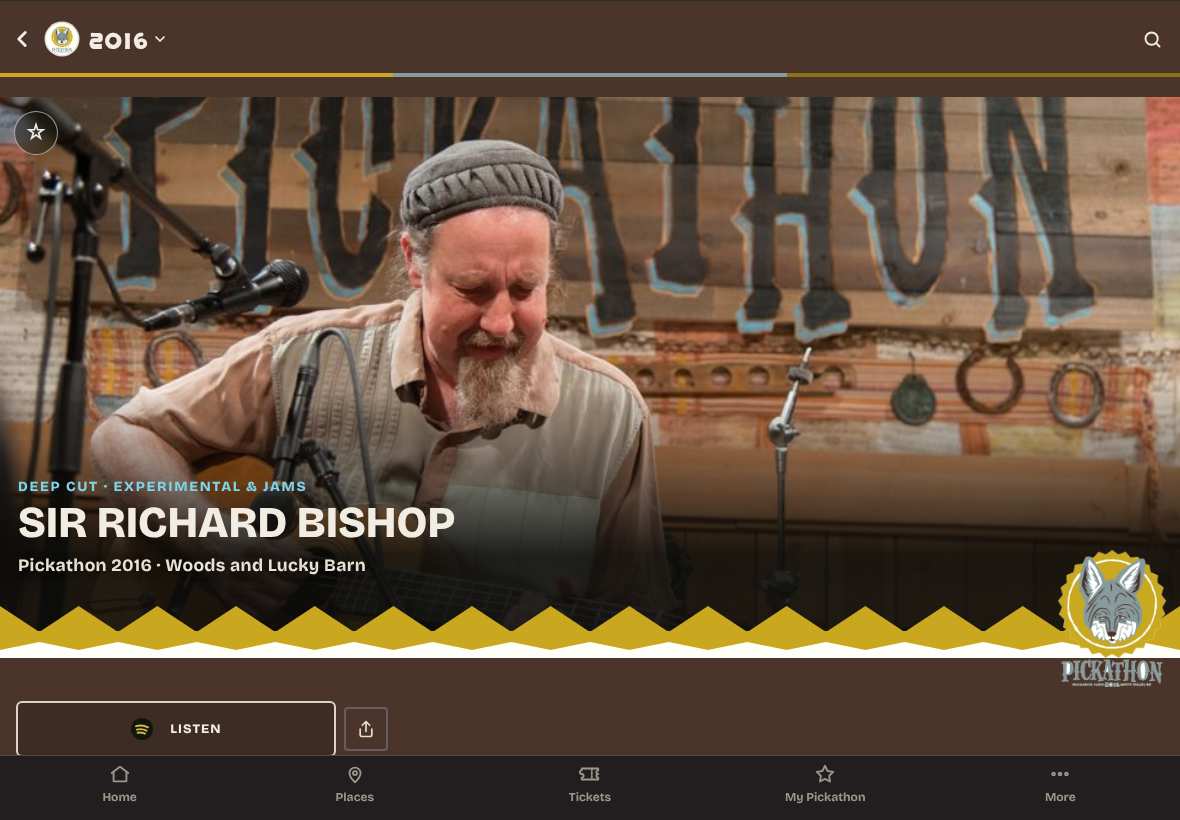 2016
PICKATHON
DEEP CUT · EXPERIMENTAL & JAMS
SIR RICHARD BISHOP
Pickathon 2016 · Woods and Lucky Barn
PICKATHON
LISTEN
Home
Places
Tickets
My Pickathon
More